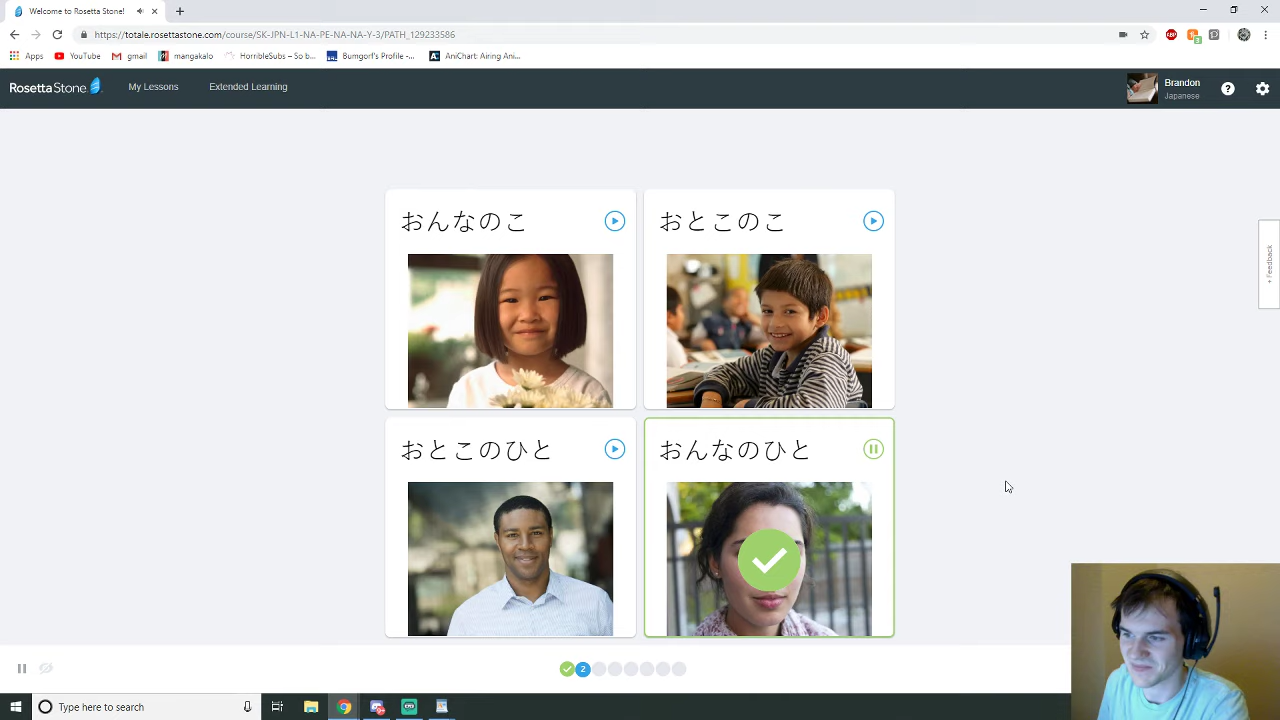 Welcome to Rosetta Stone!
https://totale.rosettastone.com/course/SK-JPN-L1-NA-PE-NA-NA-Y-3/PATH_129233586
Apps
YouTube
gmail
mangakalo
HorribleSubs – So b...
Bumgorf's Profile -...
AniChart: Airing Ani...
RosettaStone
My Lessons
Extended Learning
Brandon
Japanese
おんなのこ
おとこのこ
+ Feedback
おとこのひと
おんなのひと
2
Type here to search